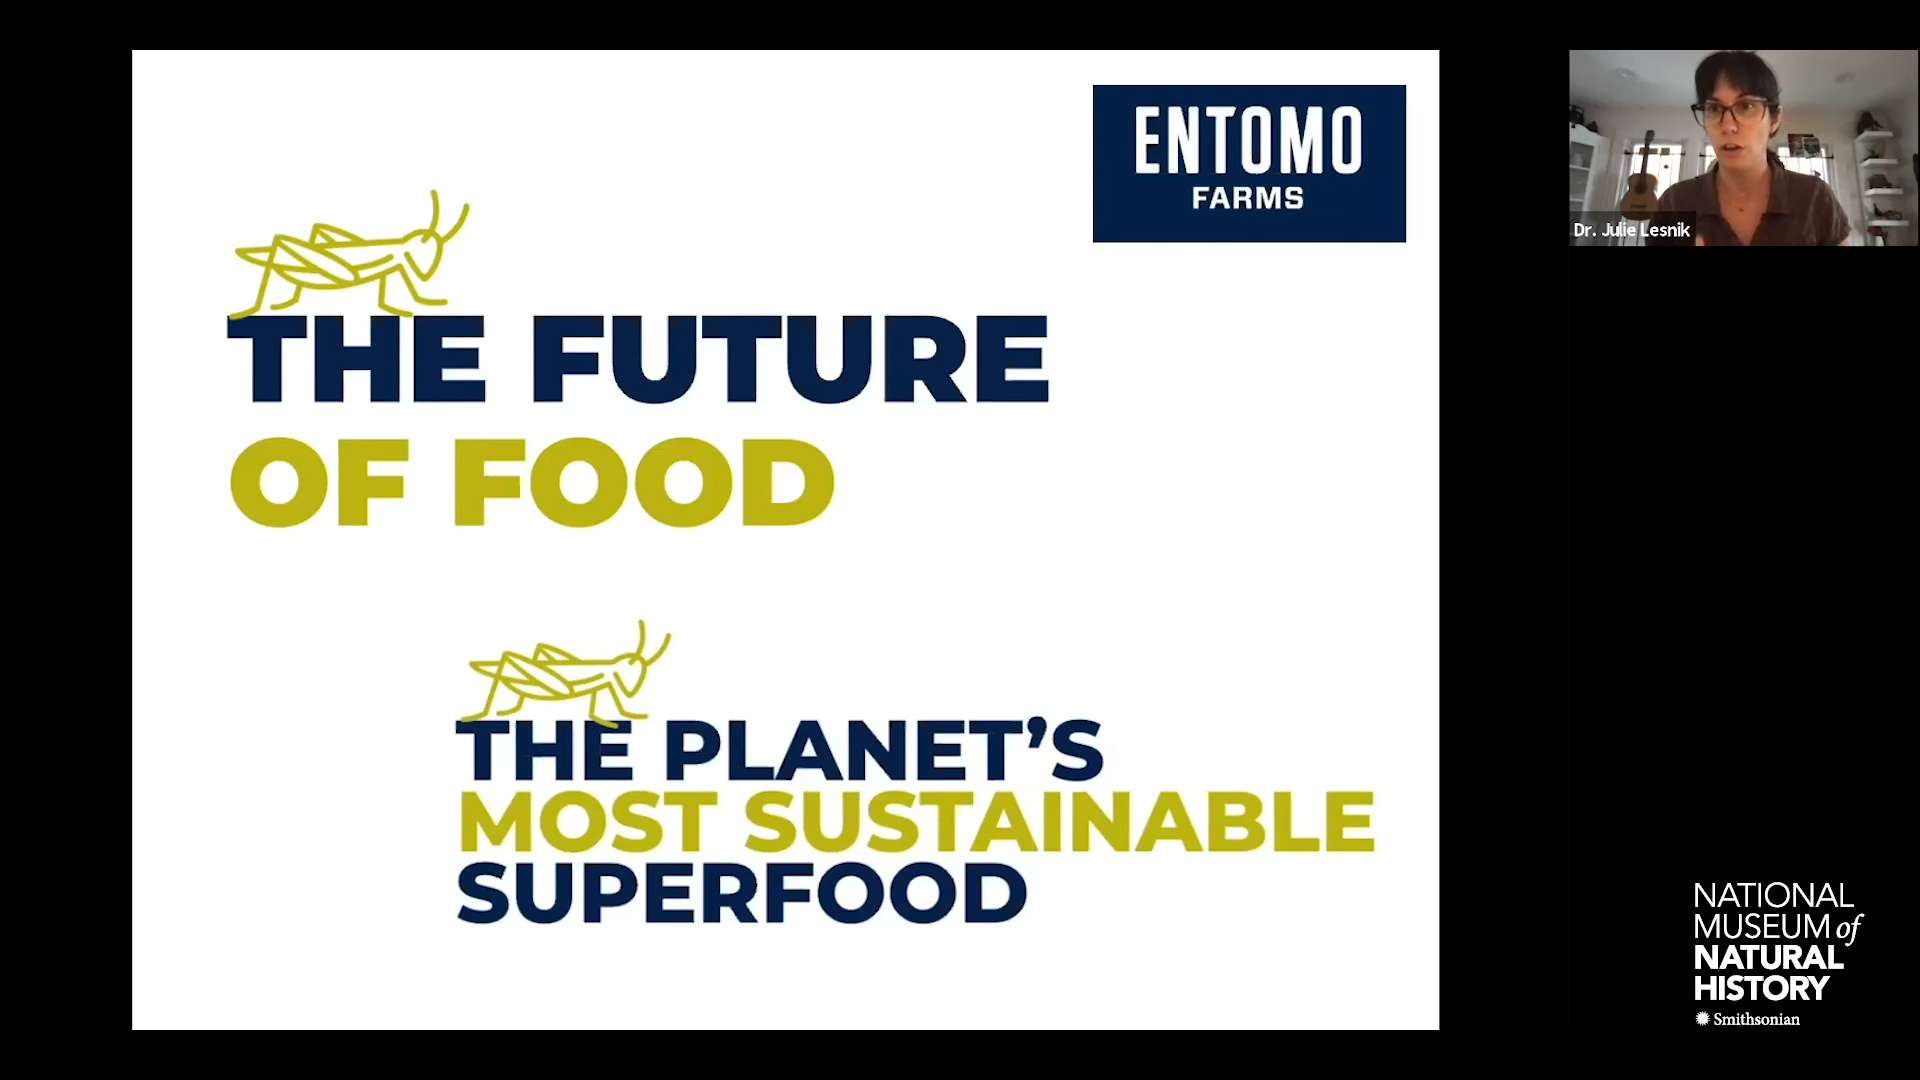 ENTOMO
FARMS
THE FUTURE
OF FOOD
THE PLANET’S
MOST SUSTAINABLE
SUPERFOOD
Dr. Julie Lesnik
NATIONAL
MUSEUM of
NATURAL
HISTORY
Smithsonian